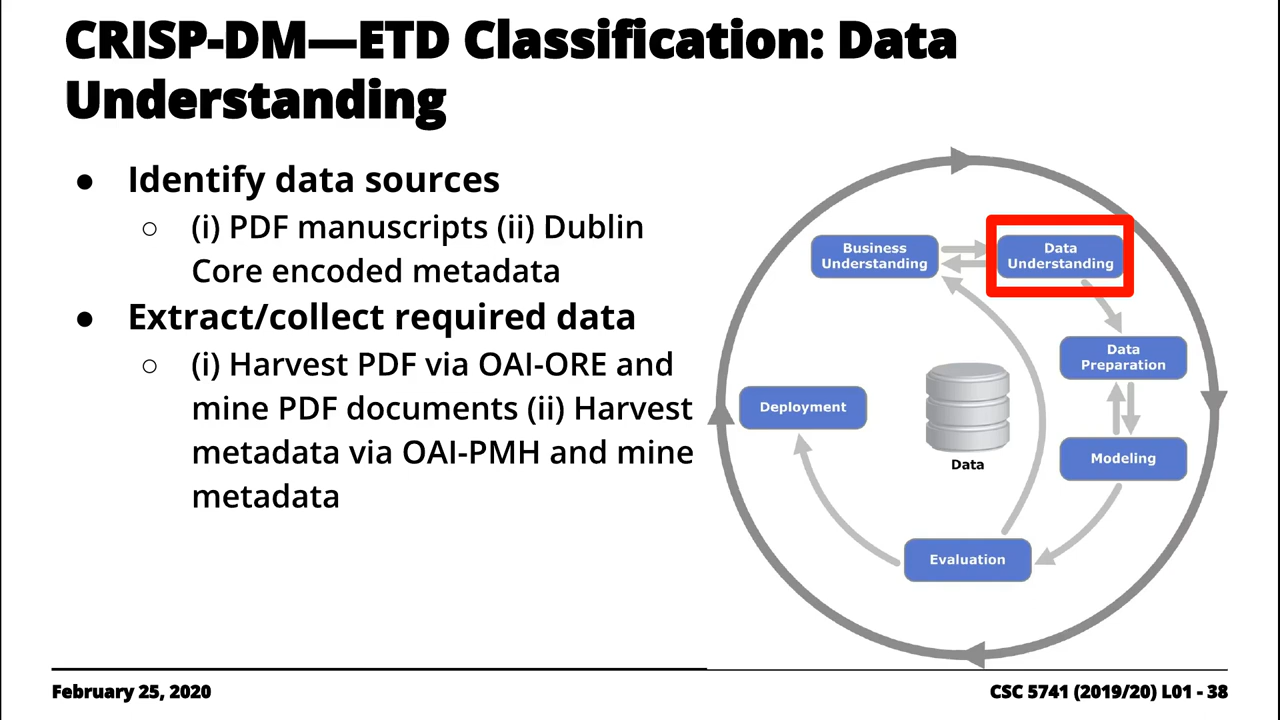 CRISP-DM—ETD Classification: Data
Understanding
● Identify data sources
○ (i) PDF manuscripts (ii) Dublin
Core encoded metadata
● Extract/collect required data
○ (i) Harvest PDF via OAI-ORE and
mine PDF documents (ii) Harvest
metadata via OAI-PMH and mine
metadata
Business
Understanding
Data
Understanding
Data
Preparation
Deployment
Data
Modeling
Evaluation
February 25, 2020
CSC 5741 (2019/20) L01 - 38